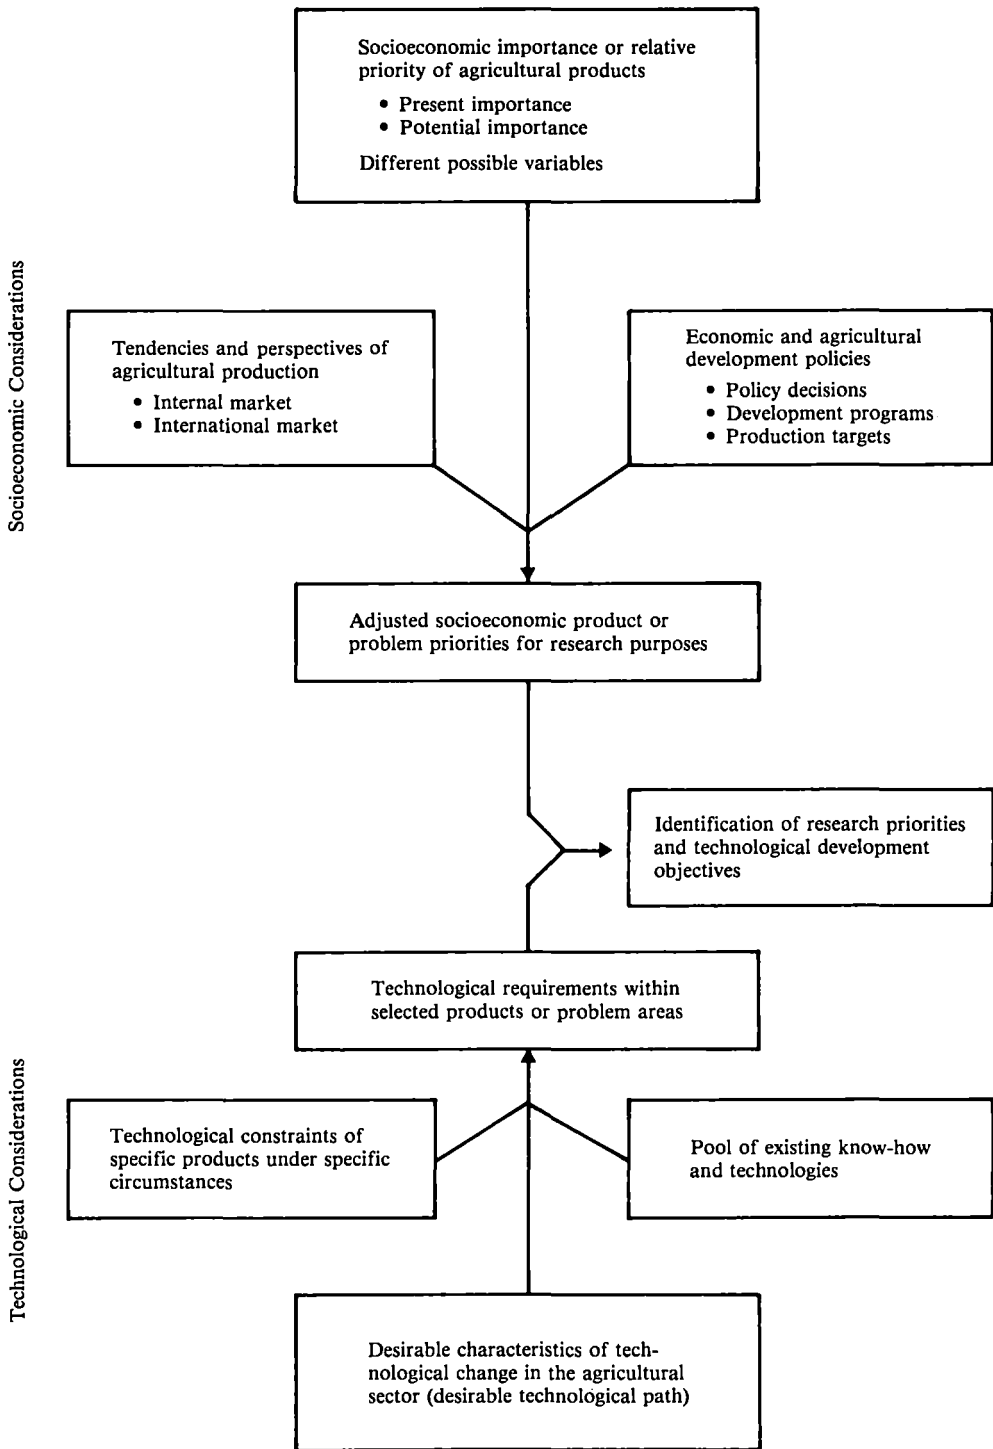 Socioeconomic importance or relative
priority of agricultural products
• Present importance
• Potential importance
Different possible variables
Socioeconomic Considerations
Tendencies and perspectives of
agricultural production
• Internal market
• International market
Economic and agricultural
development policies
• Policy decisions
• Development programs
• Production targets
Adjusted socioeconomic product or
problem priorities for research purposes
Identification of research priorities
and technological development
objectives
Technological requirements within
selected products or problem areas
Technological Considerations
Technological constraints of
specific products under specific
circumstances
Pool of existing know-how
and technologies
Desirable characteristics of tech-
nological change in the agricultural
sector (desirable technological path)